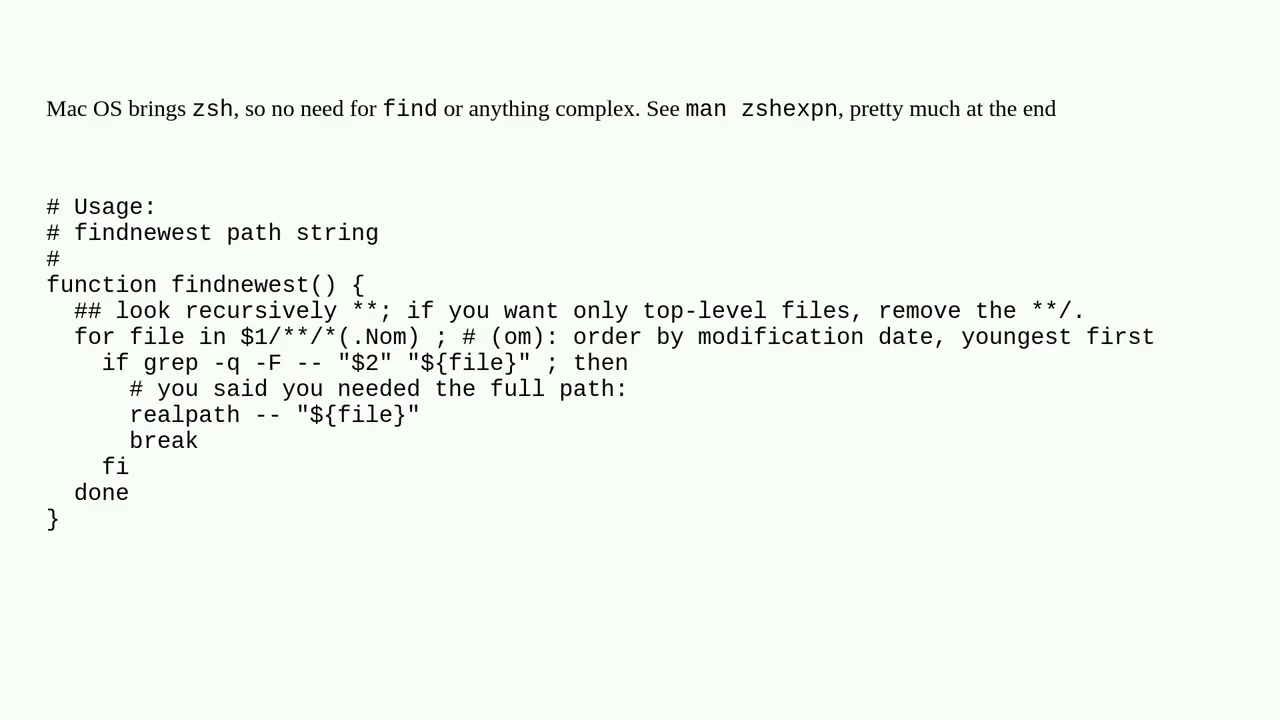 Mac OS brings zsh, so no need for find or anything complex. See man zshexpn, pretty much at the end
# Usage:
# findnewest path string
#
function findnewest() {
  ## look recursively **; if you want only top-level files, remove the **/.
  for file in $1/**/*(.Nom) ; # (om): order by modification date, youngest first
    if grep -q -F -- "$2" "${file}" ; then
      # you said you needed the full path:
      realpath -- "${file}"
      break
    fi
  done
}